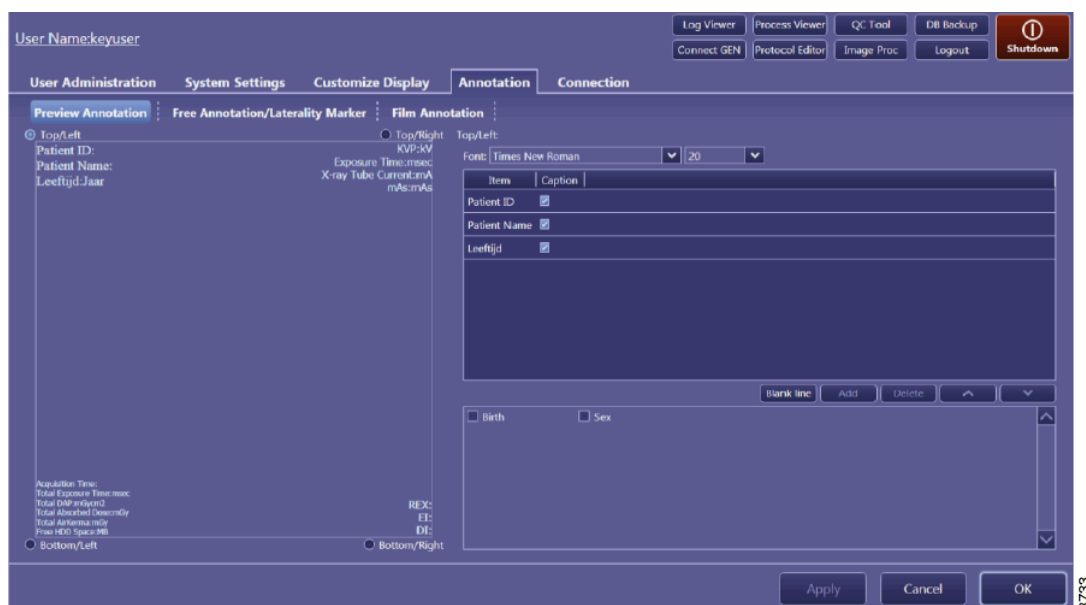 User Name:keyuser
Log Viewer Process Viewer QC Tool DB Backup
Connect GEN Protocol Editor Image Proc Logout Shutdown
User Administration System Settings Customize Display Annotation Connection
Preview Annotation Free Annotation/Laterality Marker Film Annotation
Top/Left Top/Right Top/Left:
Patient ID: KVP:kV
Patient Name: Exposure Time:msec
Leeftijd:Jaar X-ray Tube Current:mA
mAs:mAs
Font: Times New Roman 20
Item Caption
Patient ID
Patient Name
Leeftijd
Blank line Add Delete
Birth Sex
Acquisition Time:
Total Exposure Time:msec
Total DAP:mGycm2 REX:
Total Absorbed Dose:mGy EI:
Total AirKerma:mGy
Free HDD Space:MB DI:
Bottom/Left Bottom/Right
Apply Cancel OK